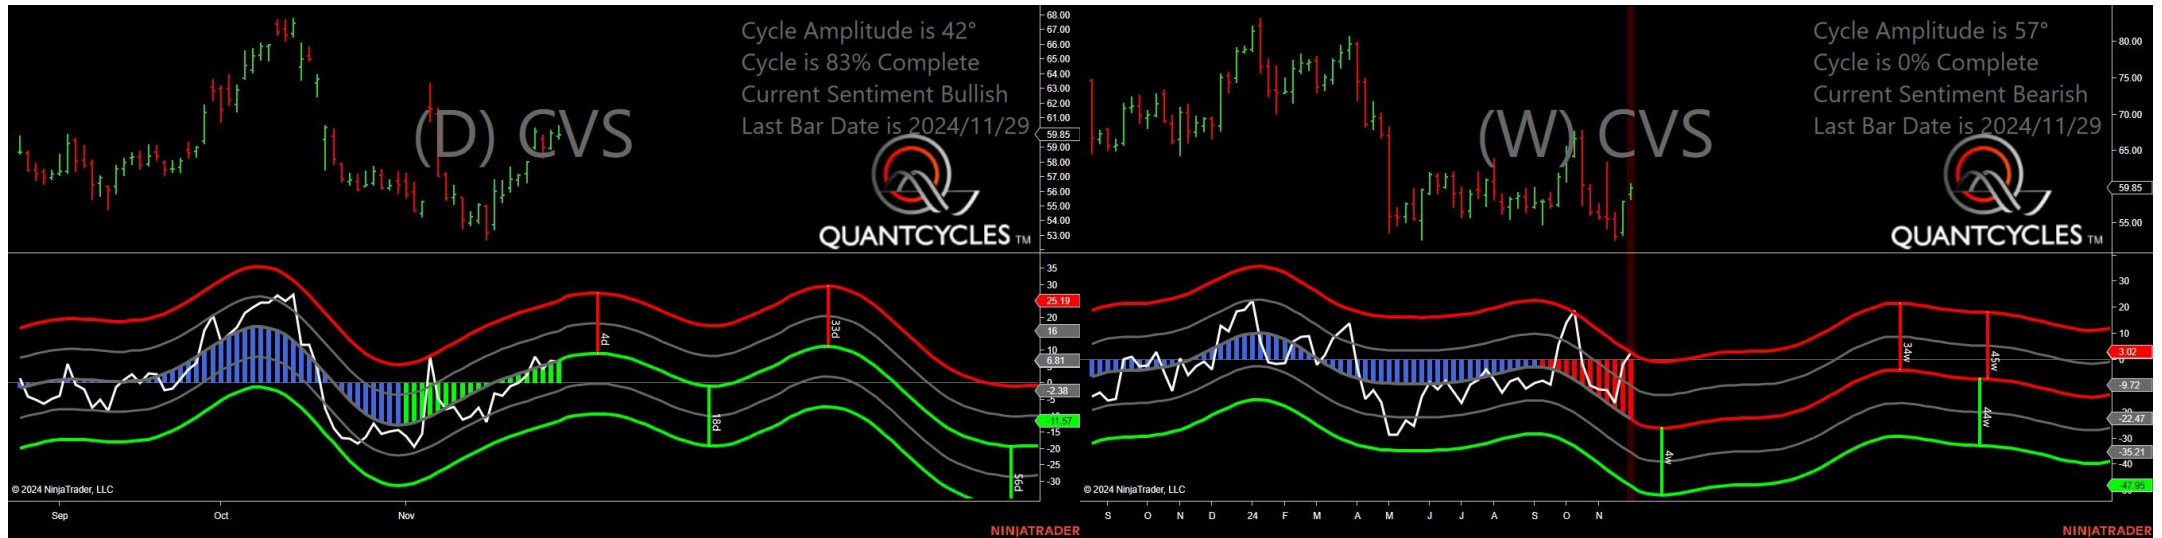 Cycle Amplitude is 42°
Cycle is 83% Complete
Current Sentiment Bullish
Last Bar Date is 2024/11/29
(D) CVS
QUANTCYCLES TM
68.00
67.00
66.00
65.00
64.00
63.00
62.00
61.00
59.85
59.00
58.00
57.00
56.00
55.00
54.00
53.00
35
30
25.19
20
16
10
6.81
5
0
-2.38
-5
-11.57
-15
-20
-25
-30
4d
18d
33d
56d
© 2024 NinjaTrader, LLC
Sep
Oct
Nov
NINJATRADER
Cycle Amplitude is 57°
Cycle is 0% Complete
Current Sentiment Bearish
Last Bar Date is 2024/11/29
(W) CVS
QUANTCYCLES TM
80.00
75.00
70.00
65.00
59.85
55.00
30
20
10
3.02
0
-9.72
-22.47
-30
-35.21
-40
-47.95
4w
34w
45w
44w
© 2024 NinjaTrader, LLC
S
O
N
D
24
F
M
A
M
J
J
A
S
O
N
NINJATRADER